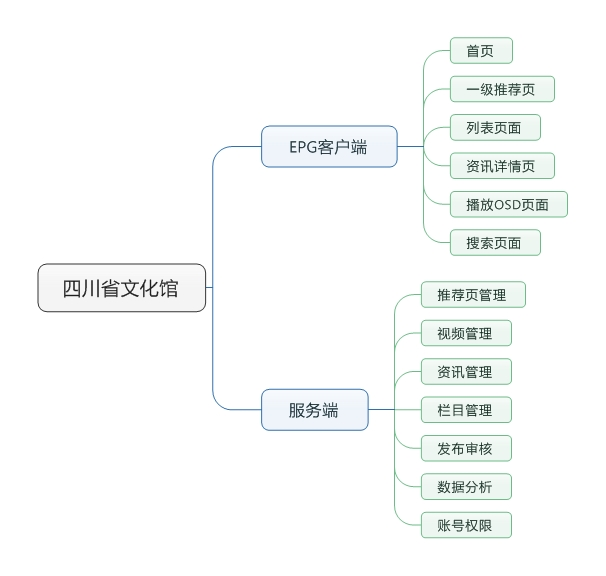 四川省文化馆
EPG客户端
首页
一级推荐页
列表页面
资讯详情页
播放OSD页面
搜索页面
服务端
推荐页管理
视频管理
资讯管理
栏目管理
发布审核
数据分析
账号权限